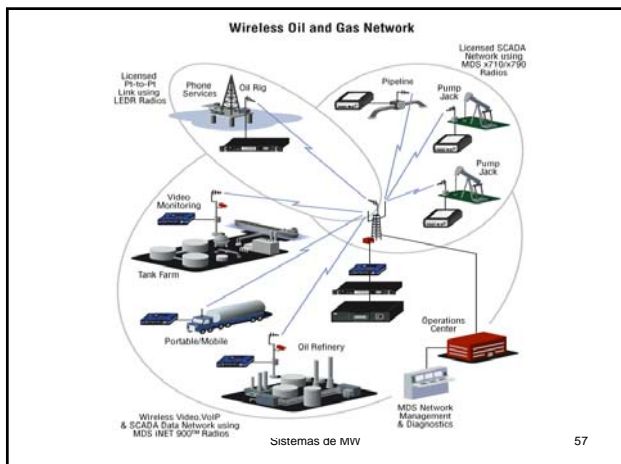 Wireless Oil and Gas Network
Licensed
Pt-to-Pt
Link using
LEDR Radios
Phone
Services
Oil Rig
Pipeline
Licensed SCADA
Network using
MDS x710/x790
Radios
Pump
Jack
Pump
Jack
Video
Monitoring
Tank Farm
Portable/Mobile
Oil Refinery
Operations
Center
MDS Network
Management
& Diagnostics
Wireless Video,VoIP
& SCADA Data Network using
MDS iNET 900™ Radios
Sistemas de MW
57